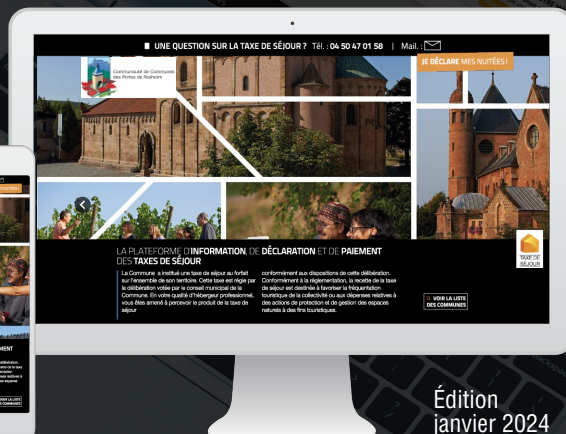 UNE QUESTION SUR LA TAXE DE SÉJOUR ? Tél. : 04 50 47 01 58 | Mail. :
JE DÉCLARE MES NUITÉES !
Communauté de Communes
des Portes de Rosheim
LA PLATEFORME D'INFORMATION, DE DÉCLARATION ET DE PAIEMENT
DES TAXES DE SÉJOUR
La Commune a institué une taxe de séjour au forfait
sur l'ensemble de son territoire. Cette taxe est régie par
la délibération votée par le conseil municipal de la
Commune. En votre qualité d'hébergeur professionnel,
vous êtes amené à percevoir le produit de la taxe de
séjour
conformément aux dispositions de cette délibération.
Conformément à la réglementation, la recette de la taxe
de séjour est destinée à favoriser la fréquentation
touristique de la collectivité ou aux dépenses relatives à
des actions de protection et de gestion des espaces
naturels à des fins touristiques.
TAXE DE
SÉJOUR
VOIR LA LISTE
DES COMMUNES
Édition
janvier 2024